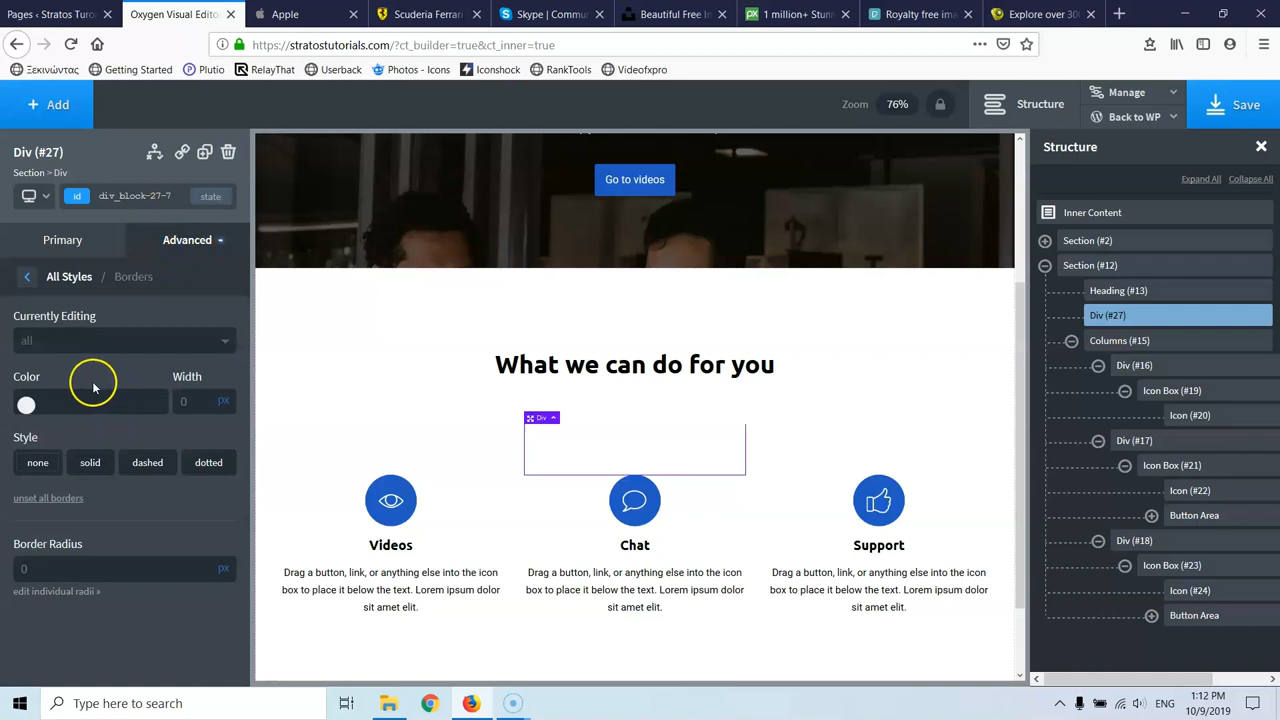 Pages ‹ Stratos Tutor
Oxygen Visual Edito
Apple
Scuderia Ferrar
Skype | Commu
Beautiful Free In
1 million+ Stunn
Royalty free ima
Explore over 30
https://stratostutorials.com/?ct_builder=true&ct_inner=true
Ξεκινώντας
Getting Started
Plutio
RelayThat
Userback
Photos - Icons
Iconshock
RankTools
Videofxpro
+ Add
Zoom
76%
Structure
Manage
Back to WP
Save
Div (#27)
Section > Div
id
div_block-27-7
state
Primary
Advanced
All Styles / Borders
Currently Editing
all
Color
Width
0 px
Style
none
solid
dashed
dotted
unset all borders
Border Radius
0 px
edit individual radii »
Go to videos
What we can do for you
Div
Videos
Chat
Support
Drag a button, link, or anything else into the icon
box to place it below the text. Lorem ipsum dolor
sit amet elit.
Drag a button, link, or anything else into the icon
box to place it below the text. Lorem ipsum dolor
sit amet elit.
Drag a button, link, or anything else into the icon
box to place it below the text. Lorem ipsum dolor
sit amet elit.
Structure
Expand All
Collapse All
Inner Content
Section (#2)
Section (#12)
Heading (#13)
Div (#27)
Columns (#15)
Div (#16)
Icon Box (#19)
Icon (#20)
Div (#17)
Icon Box (#21)
Icon (#22)
Button Area
Div (#18)
Icon Box (#23)
Icon (#24)
Button Area
Type here to search
ENG
1:12 PM
10/9/2019